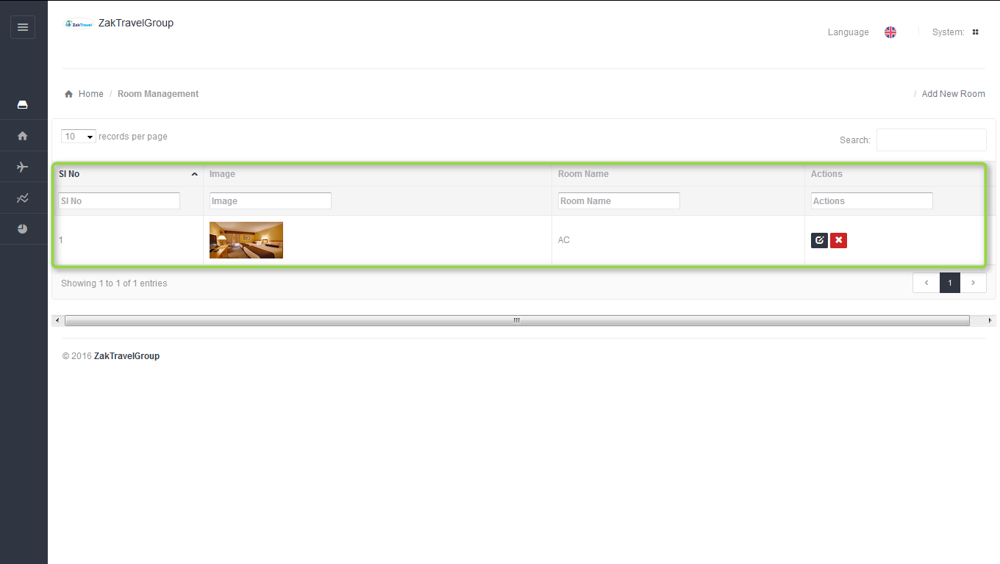 ZakTravel ZakTravelGroup
Language System:
Home / Room Management / Add New Room
10 records per page Search:
Sl No Image Room Name Actions
Sl No Image Room Name Actions
1 AC
Showing 1 to 1 of 1 entries 1
© 2016 ZakTravelGroup